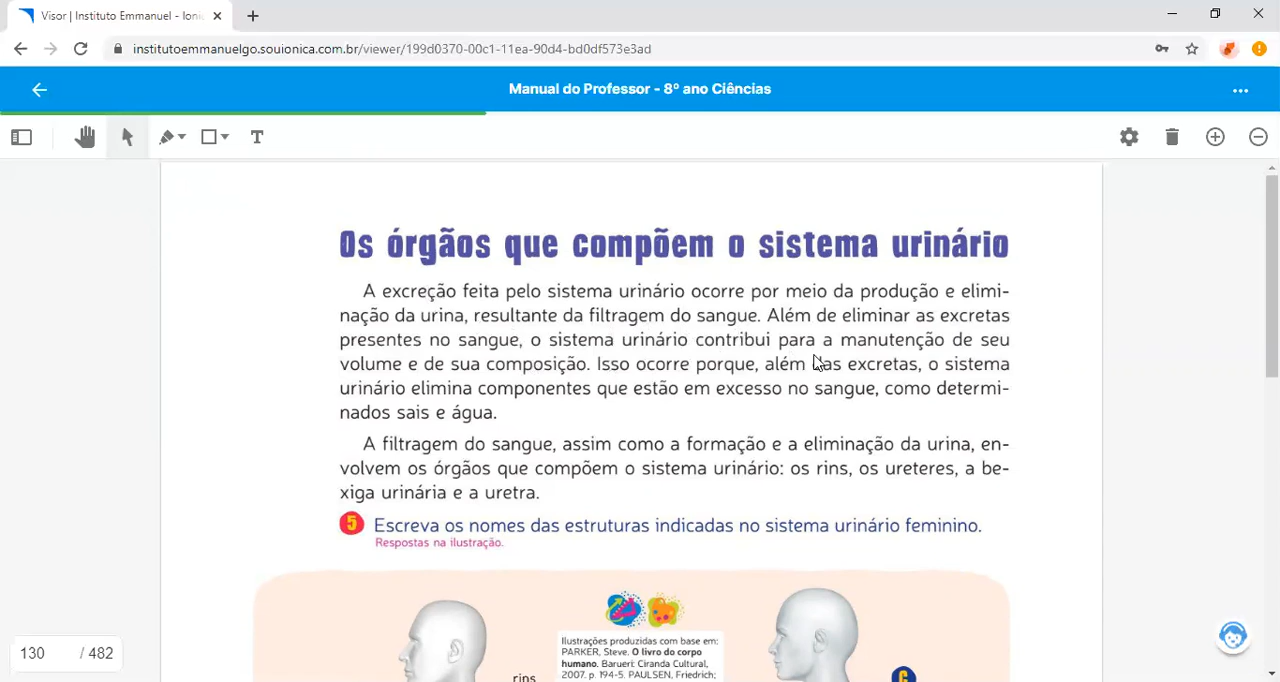 Visor | Instituto Emmanuel - Ioni
institutoemmanuelgo.souionica.com.br/viewer/199d0370-00c1-11ea-90d4-bd0df573e3ad
Manual do Professor - 8º ano Ciências
T
Os órgãos que compõem o sistema urinário
A excreção feita pelo sistema urinário ocorre por meio da produção e elimi-
nação da urina, resultante da filtragem do sangue. Além de eliminar as excretas
presentes no sangue, o sistema urinário contribui para a manutenção de seu
volume e de sua composição. Isso ocorre porque, além das excretas, o sistema
urinário elimina componentes que estão em excesso no sangue, como determi-
nados sais e água.
A filtragem do sangue, assim como a formação e a eliminação da urina, en-
volvem os órgãos que compõem o sistema urinário: os rins, os ureteres, a be-
xiga urinária e a uretra.
5 Escreva os nomes das estruturas indicadas no sistema urinário feminino.
Respostas na ilustração.
Ilustrações produzidas com base em:
PARKER, Steve. O livro do corpo
humano. Barueri: Ciranda Cultural,
2007. p. 194-5. PAULSEN, Friedrich;
rins
130 / 482